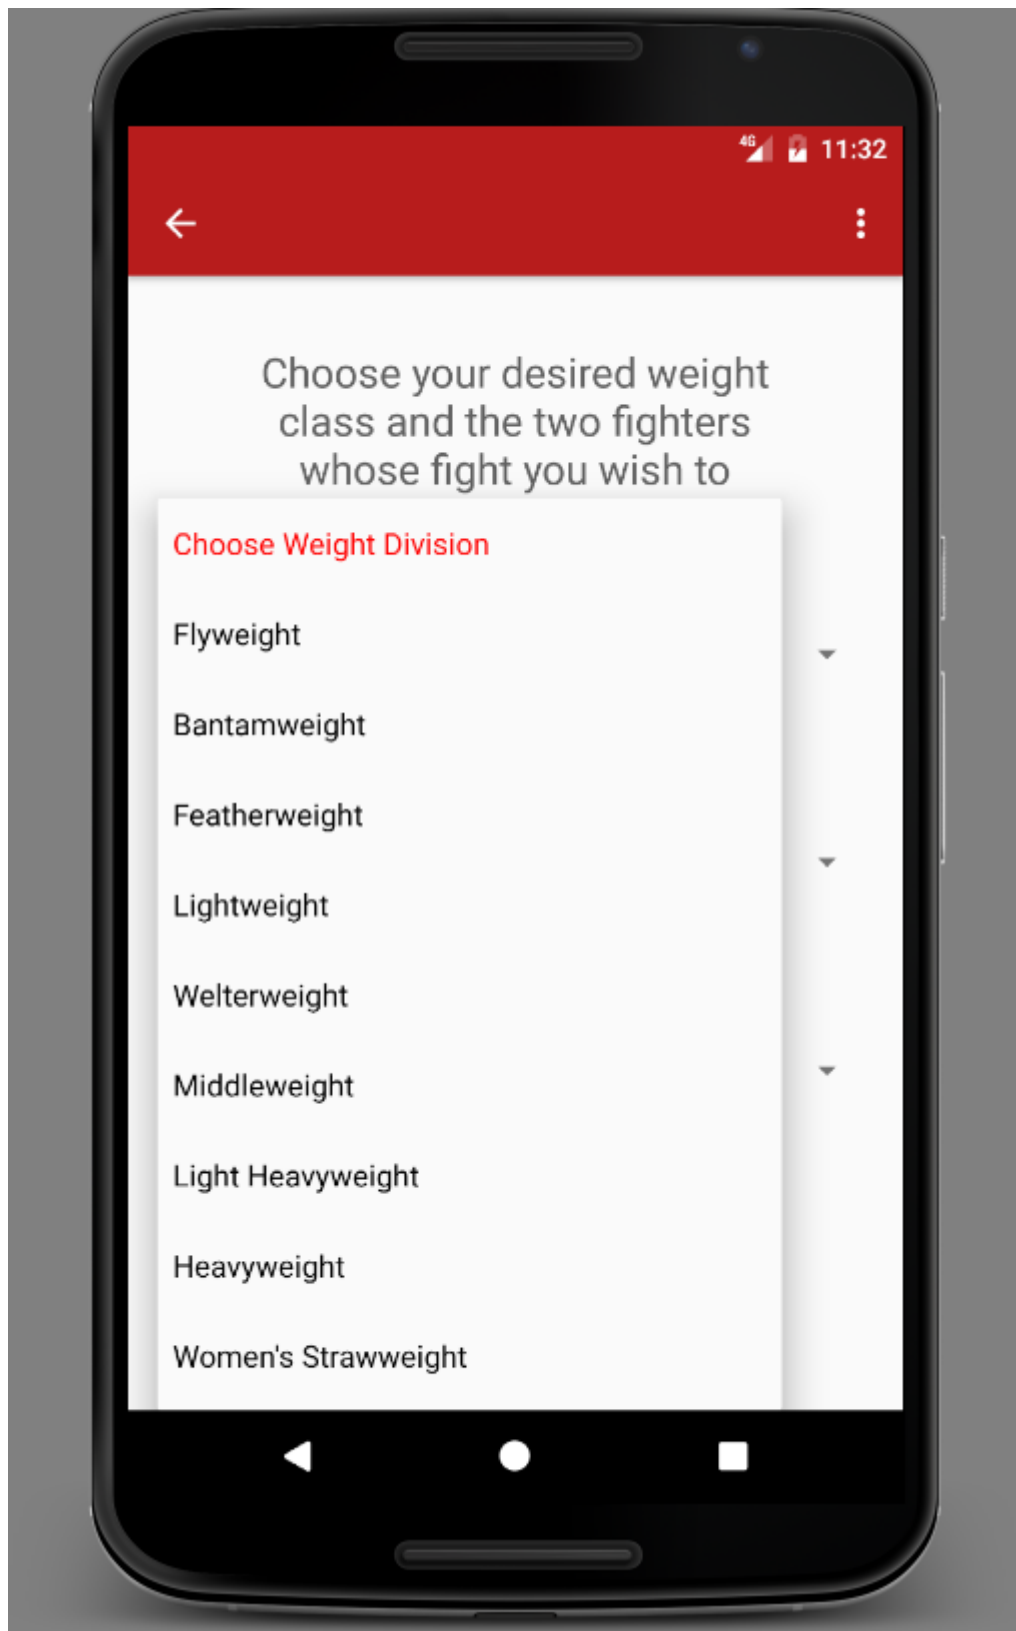 4G 11:32
Choose your desired weight
class and the two fighters
whose fight you wish to
Choose Weight Division
Flyweight
Bantamweight
Featherweight
Lightweight
Welterweight
Middleweight
Light Heavyweight
Heavyweight
Women's Strawweight